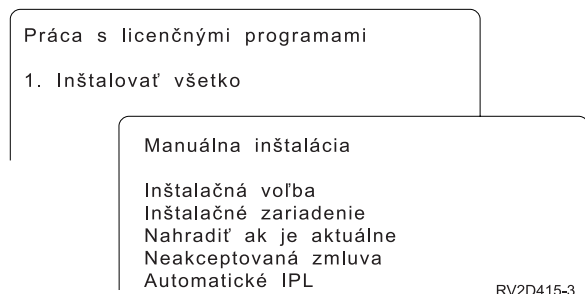 Práca s licenčnými programami
1. Inštalovať všetko
Manuálna inštalácia
Inštalačná voľba
Inštalačné zariadenie
Nahradiť ak je aktuálne
Neakceptovaná zmluva
Automatické IPL
RV2D415-3